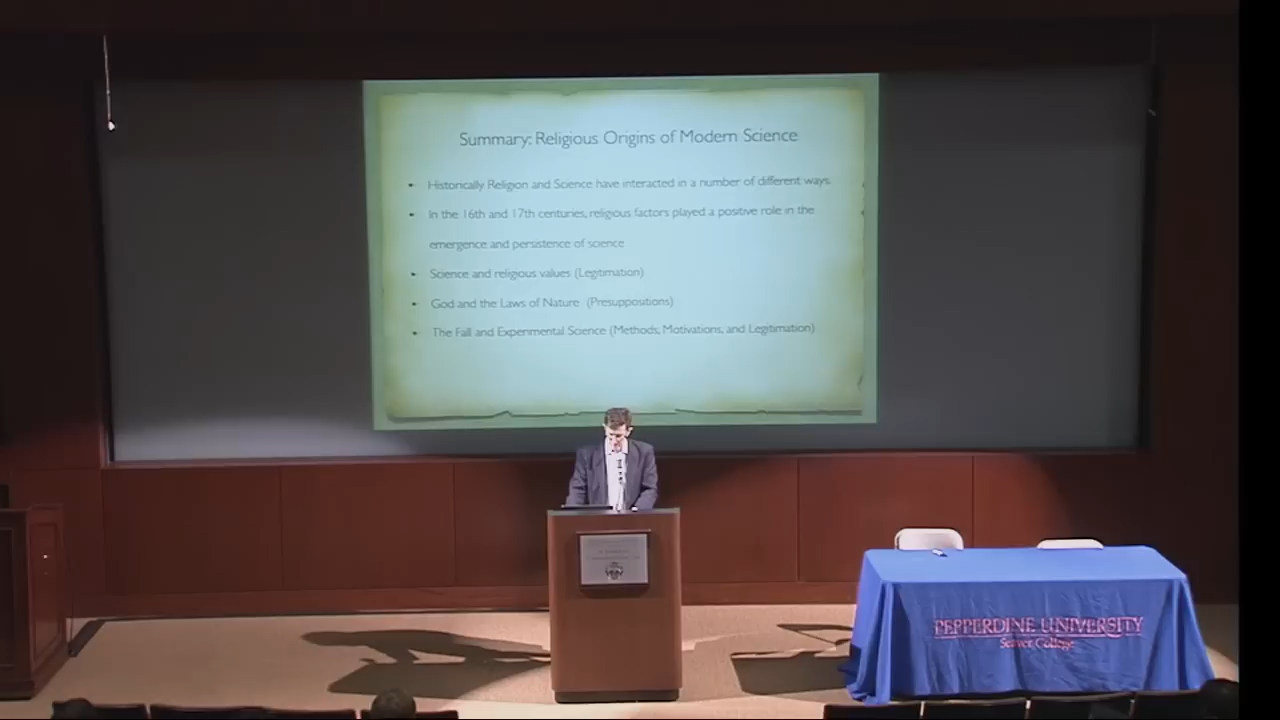 Summary: Religious Origins of Modern Science
• Historically Religion and Science have interacted in a number of different ways.
• In the 16th and 17th centuries, religious factors played a positive role in the
emergence and persistence of science
• Science and religious values (Legitimation)
• God and the Laws of Nature (Presuppositions)
• The Fall and Experimental Science (Methods, Motivations, and Legitimation)
PEPPERDINE UNIVERSITY
Seaver College